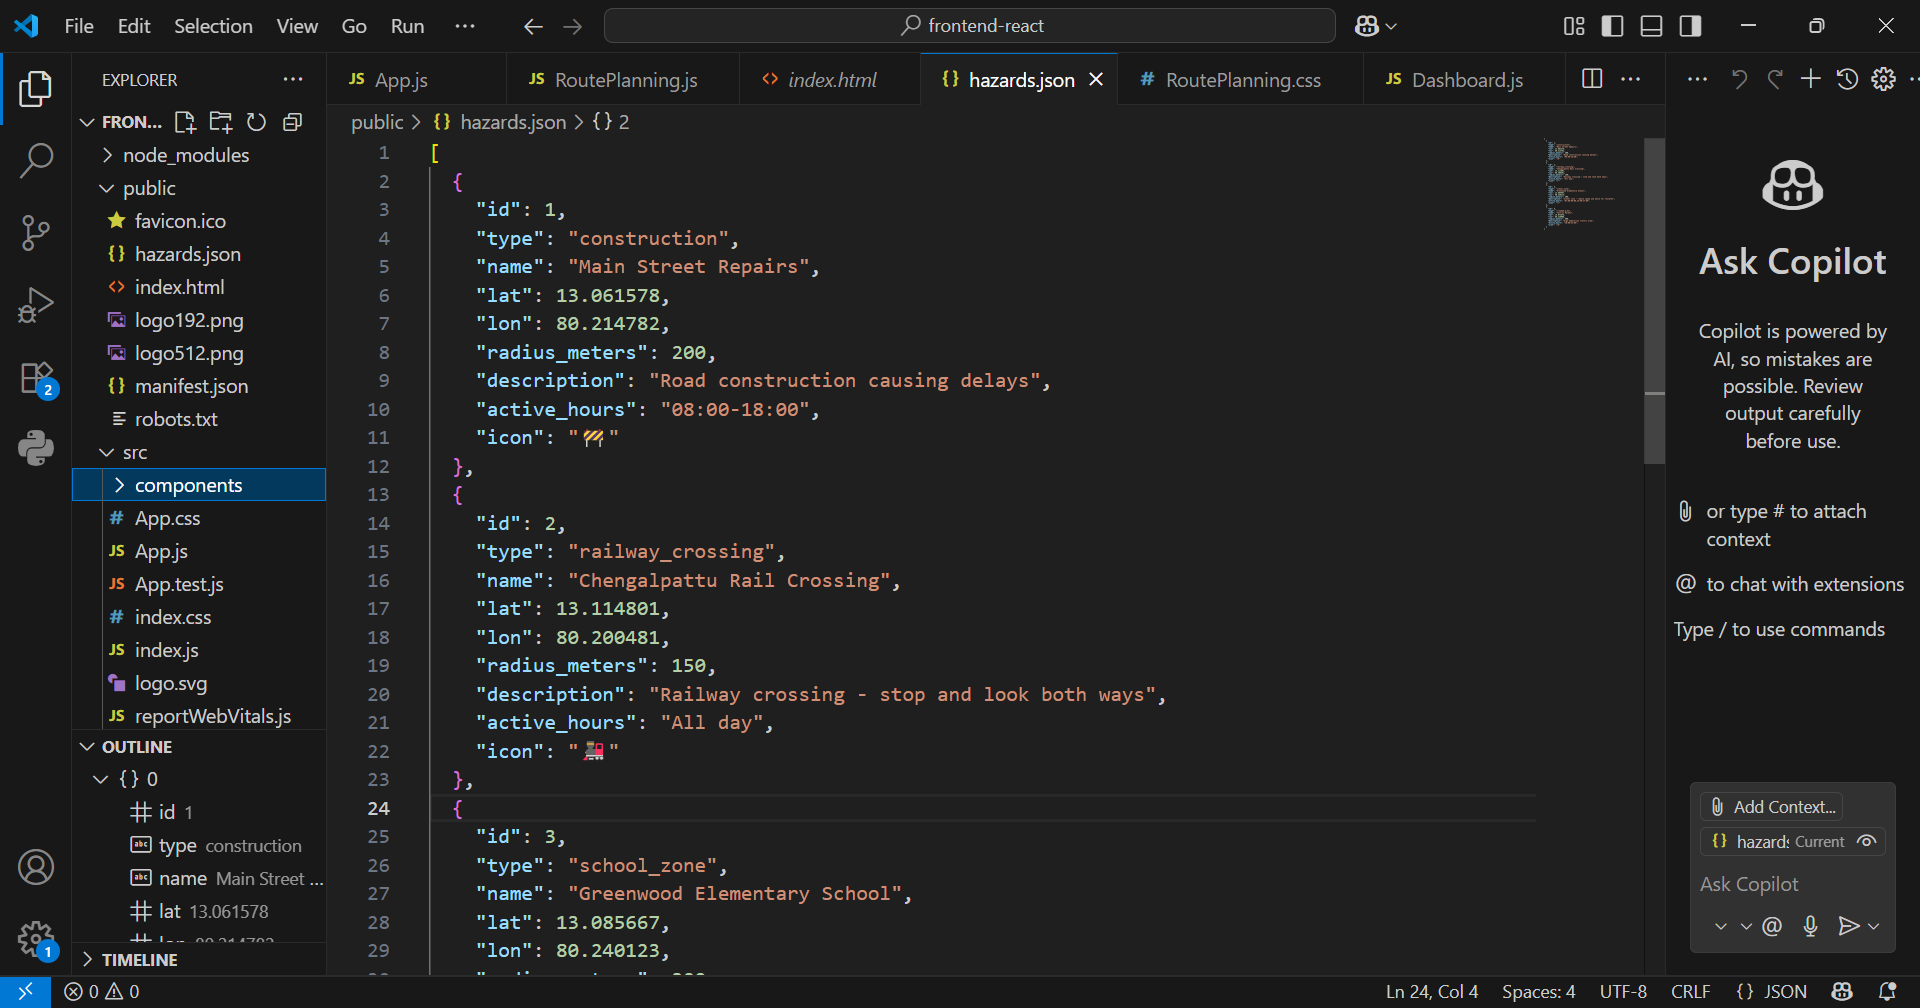 File Edit Selection View Go Run ··· frontend-react
EXPLORER ···
FRON...
node_modules
public
favicon.ico
{} hazards.json
<> index.html
logo192.png
logo512.png
{} manifest.json
robots.txt
src
components
# App.css
JS App.js
JS App.test.js
# index.css
JS index.js
logo.svg
JS reportWebVitals.js
OUTLINE
{} 0
id 1
abc type construction
abc name Main Street ...
lat 13.061578
TIMELINE
2
1
JS App.js JS RoutePlanning.js <> index.html {} hazards.json # RoutePlanning.css JS Dashboard.js ···
public > {} hazards.json > {} 2
1 [
2 {
3 "id": 1,
4 "type": "construction",
5 "name": "Main Street Repairs",
6 "lat": 13.061578,
7 "lon": 80.214782,
8 "radius_meters": 200,
9 "description": "Road construction causing delays",
10 "active_hours": "08:00-18:00",
11 "icon": "🚧"
12 },
13 {
14 "id": 2,
15 "type": "railway_crossing",
16 "name": "Chengalpattu Rail Crossing",
17 "lat": 13.114801,
18 "lon": 80.200481,
19 "radius_meters": 150,
20 "description": "Railway crossing - stop and look both ways",
21 "active_hours": "All day",
22 "icon": "🚂"
23 },
24 {
25 "id": 3,
26 "type": "school_zone",
27 "name": "Greenwood Elementary School",
28 "lat": 13.085667,
29 "lon": 80.240123,
Ask Copilot
Copilot is powered by
AI, so mistakes are
possible. Review
output carefully
before use.
or type # to attach
context
@ to chat with extensions
Type / to use commands
Add Context...
{} hazards Current
Ask Copilot
@
0 0 Ln 24, Col 4 Spaces: 4 UTF-8 CRLF {} JSON